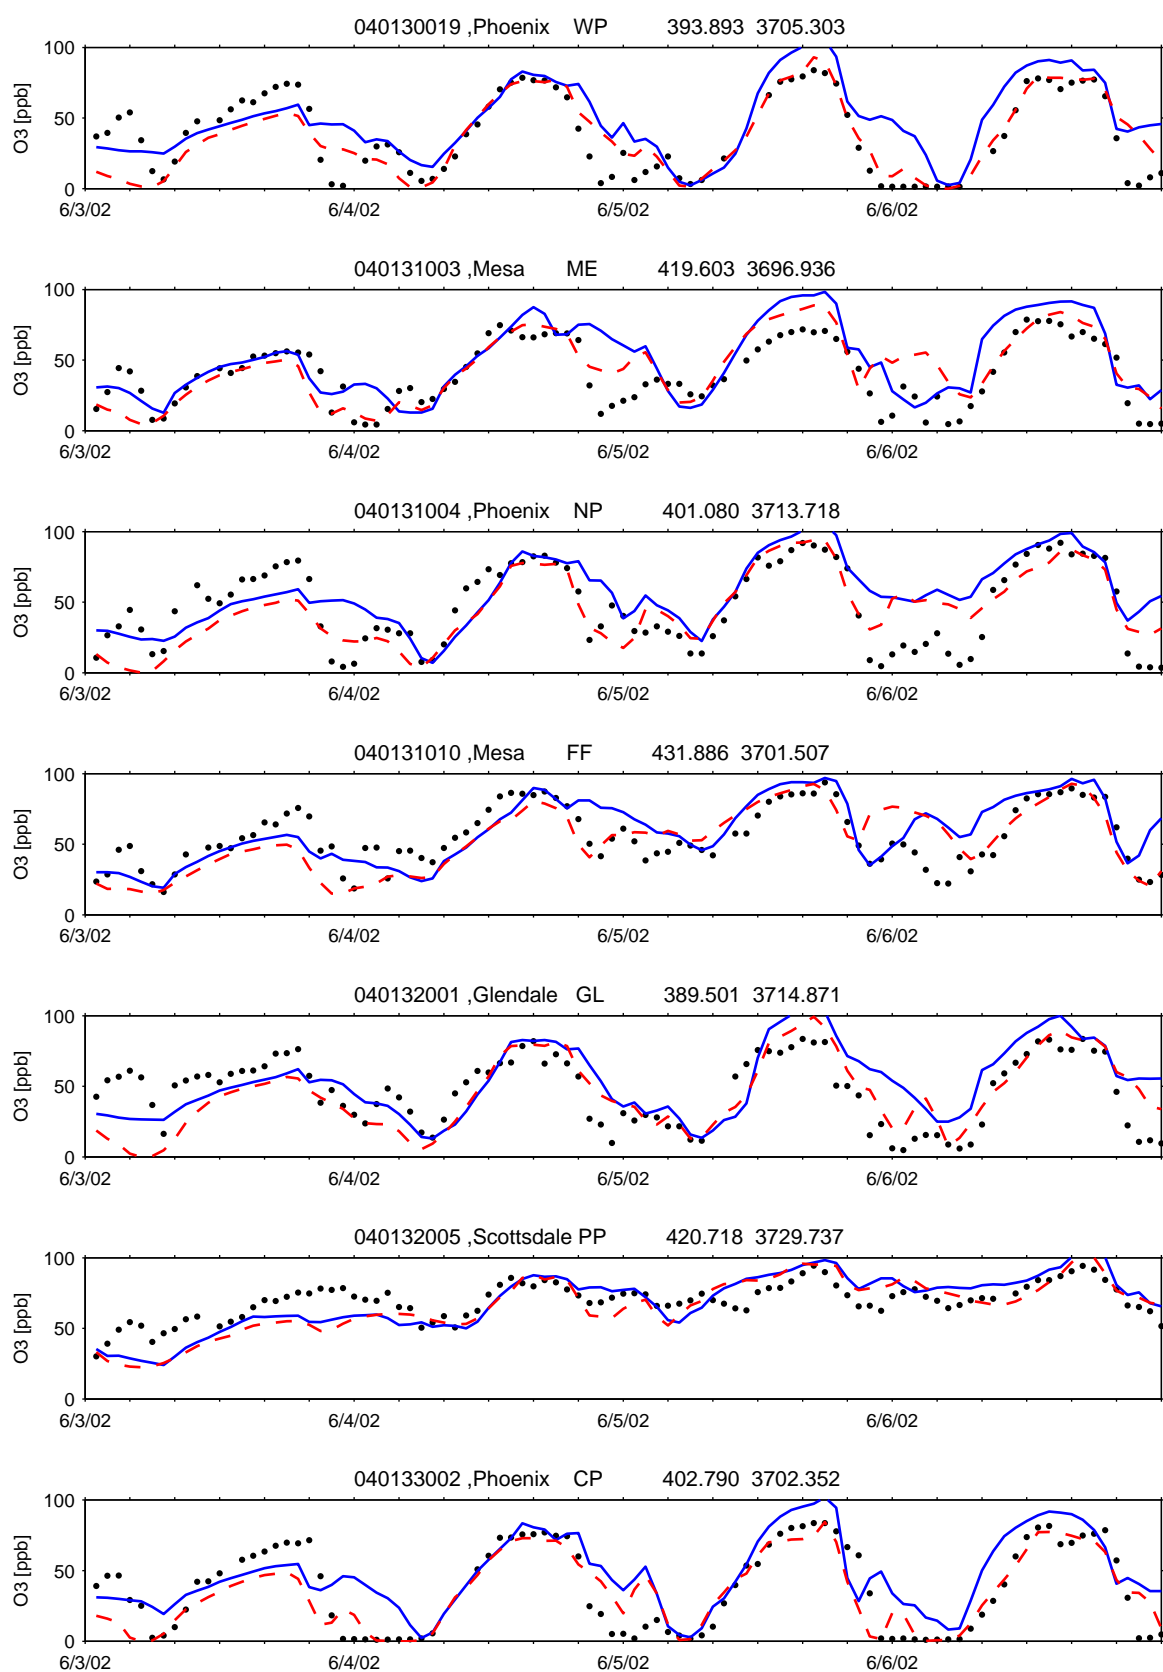 040130019 ,Phoenix WP 393.893 3705.303
100
50
0
O3 [ppb]
6/3/02 6/4/02 6/5/02 6/6/02
040131003 ,Mesa ME 419.603 3696.936
100
50
0
O3 [ppb]
6/3/02 6/4/02 6/5/02 6/6/02
040131004 ,Phoenix NP 401.080 3713.718
100
50
0
O3 [ppb]
6/3/02 6/4/02 6/5/02 6/6/02
040131010 ,Mesa FF 431.886 3701.507
100
50
0
O3 [ppb]
6/3/02 6/4/02 6/5/02 6/6/02
040132001 ,Glendale GL 389.501 3714.871
100
50
0
O3 [ppb]
6/3/02 6/4/02 6/5/02 6/6/02
040132005 ,Scottsdale PP 420.718 3729.737
100
50
0
O3 [ppb]
6/3/02 6/4/02 6/5/02 6/6/02
040133002 ,Phoenix CP 402.790 3702.352
100
50
0
O3 [ppb]
6/3/02 6/4/02 6/5/02 6/6/02